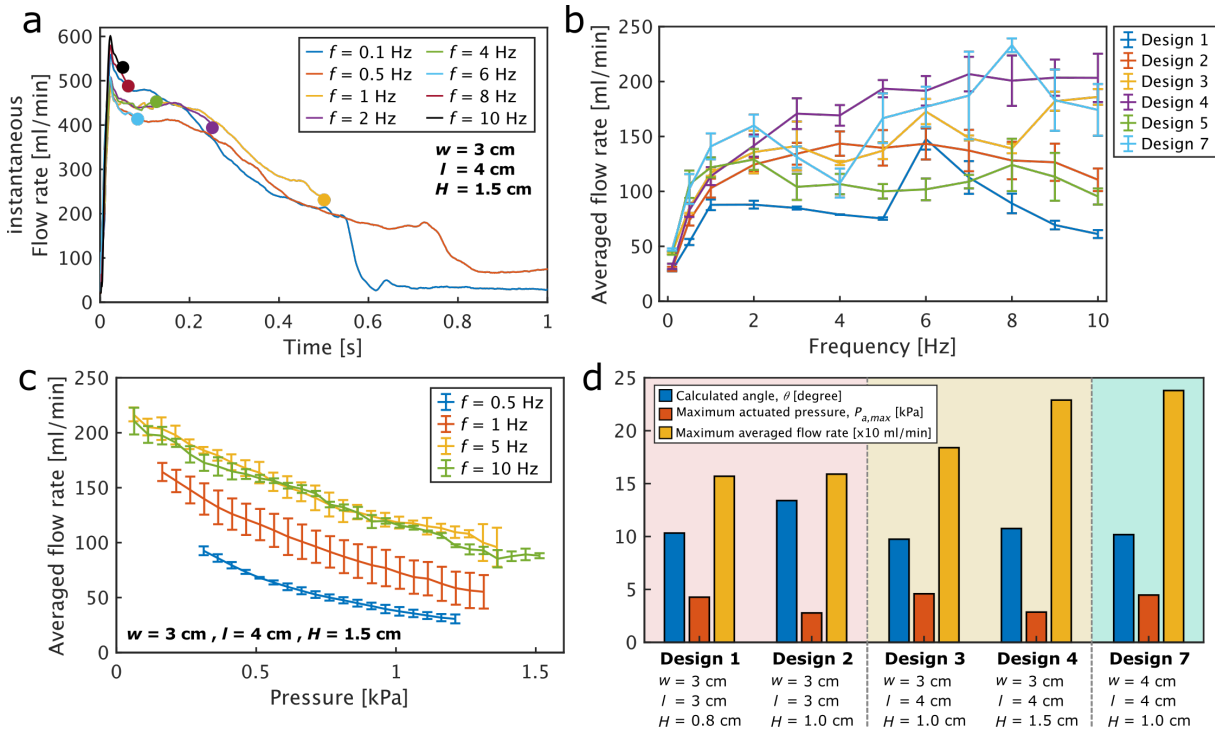 a
instantaneous
Flow rate [ml/min]
600
500
400
300
200
100
0
0 0.2 0.4 0.6 0.8 1
Time [s]
f = 0.1 Hz
f = 0.5 Hz
f = 1 Hz
f = 2 Hz
f = 4 Hz
f = 6 Hz
f = 8 Hz
f = 10 Hz
w = 3 cm
l = 4 cm
H = 1.5 cm
b
Averaged flow rate [ml/min]
250
200
150
100
50
0
0 2 4 6 8 10
Frequency [Hz]
Design 1
Design 2
Design 3
Design 4
Design 5
Design 7
c
Averaged flow rate [ml/min]
250
200
150
100
50
0
0 0.5 1 1.5
Pressure [kPa]
f = 0.5 Hz
f = 1 Hz
f = 5 Hz
f = 10 Hz
w = 3 cm , l = 4 cm , H = 1.5 cm
d
25
20
15
10
5
0
Calculated angle, θ [degree]
Maximum actuated pressure, Pa,max [kPa]
Maximum averaged flow rate [x10 ml/min]
Design 1 Design 2 Design 3 Design 4 Design 7
w = 3 cm w = 3 cm w = 3 cm w = 3 cm w = 4 cm
l = 3 cm l = 3 cm l = 4 cm l = 4 cm l = 4 cm
H = 0.8 cm H = 1.0 cm H = 1.0 cm H = 1.5 cm H = 1.0 cm